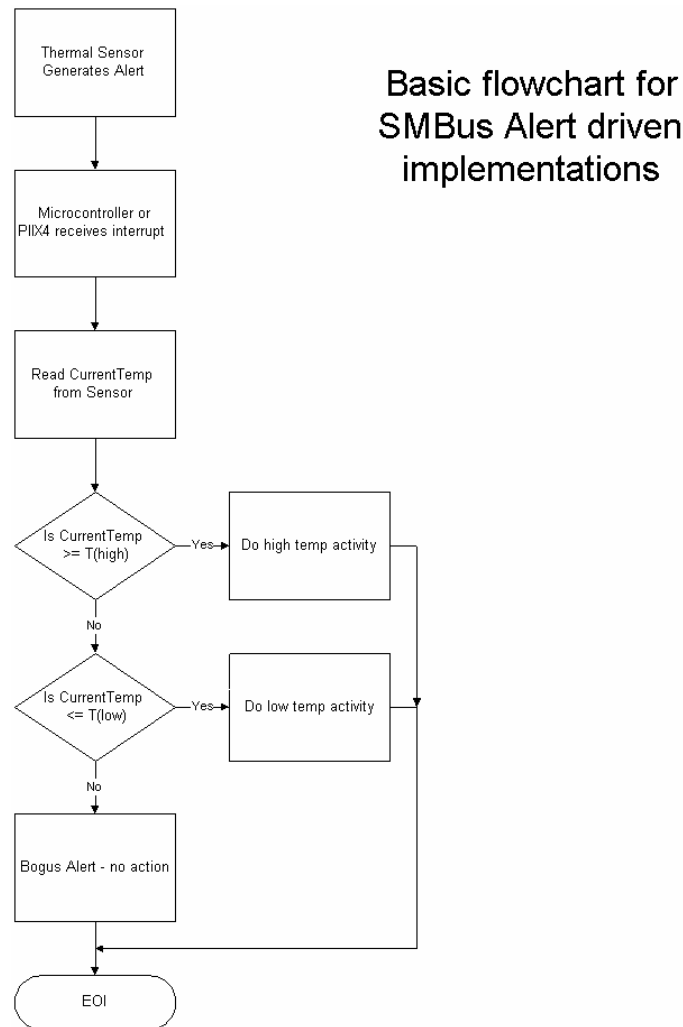 Thermal Sensor
Generates Alert
Basic flowchart for
SMBus Alert driven
implementations
Microcontroller or
PIIX4 receives interrupt
Read CurrentTemp
from Sensor
Is CurrentTemp
>= T(high)
Yes
Do high temp activity
No
Is CurrentTemp
<= T(low)
Yes
Do low temp activity
No
Bogus Alert - no action
EOI